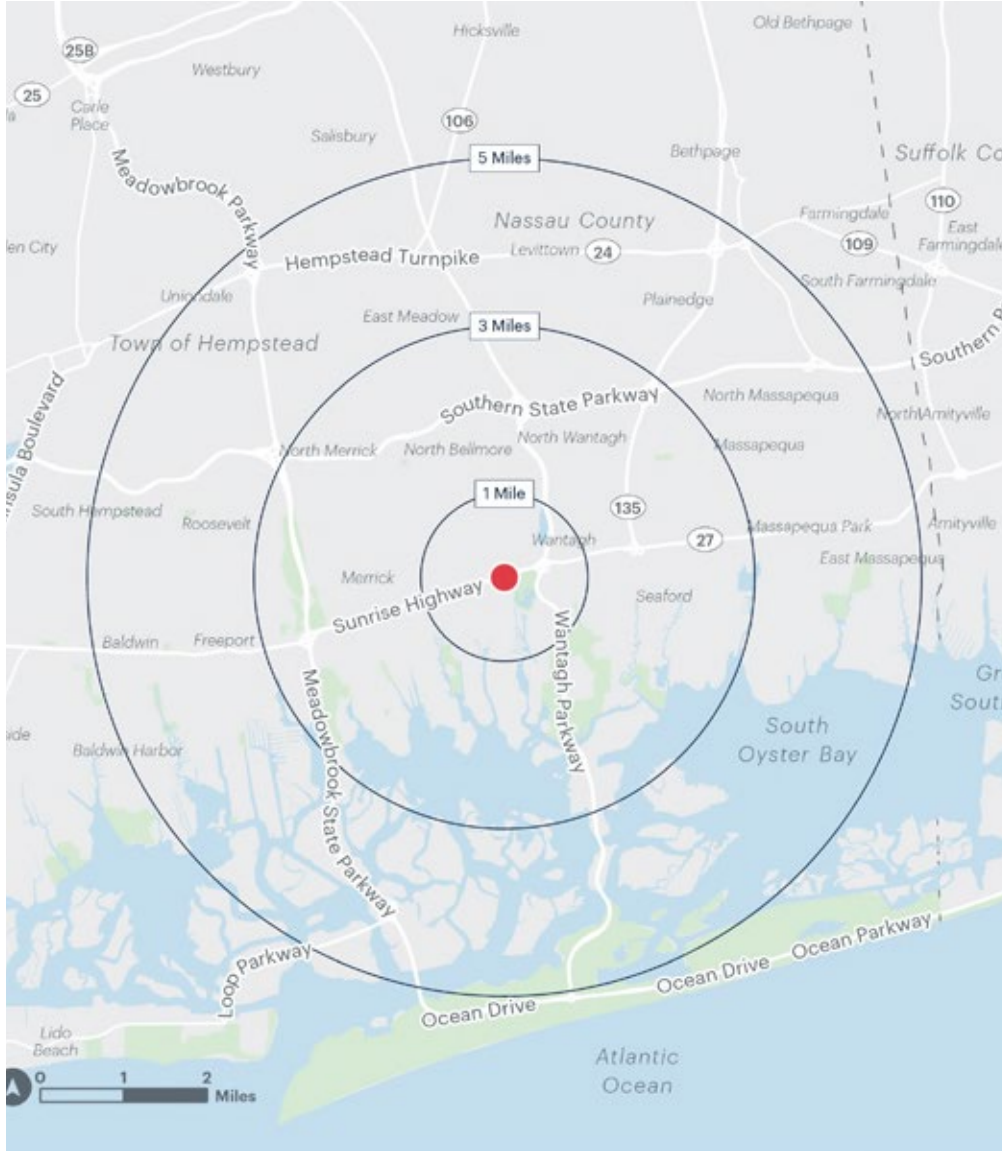 Old Bethpage
Hicksville
25B
Westbury
25
Carle
Place
106
Salisbury
Bethpage
Suffolk Co
5 Miles
Meadowbrook Parkway
110
Nassau County
Farmingdale
East
Farmingdale
en City
Levittown
24
109
Hempstead Turnpike
South Farmingdale
Uniondale
Plainedge
East Meadow
3 Miles
Town of Hempstead
Southern P
Southern State Parkway
North Massapequa
North Amityville
nsula Boulevard
North Merrick
North Bellmore
North Wantagh
Massapequa
1 Mile
South Hempstead
Roosevelt
135
Massapequa Park
Amityville
Wantagh
27
East Massapequa
Merrick
Seaford
Sunrise Highway
Baldwin
Freeport
Wantagh Parkway
Meadowbrook State Parkway
Gr
Sout
South
Oyster Bay
ide
Baldwin Harbor
Loop Parkway
Ocean Drive
Ocean Drive
Ocean Parkway
Lido
Beach
Atlantic
Ocean
0 1 2
Miles